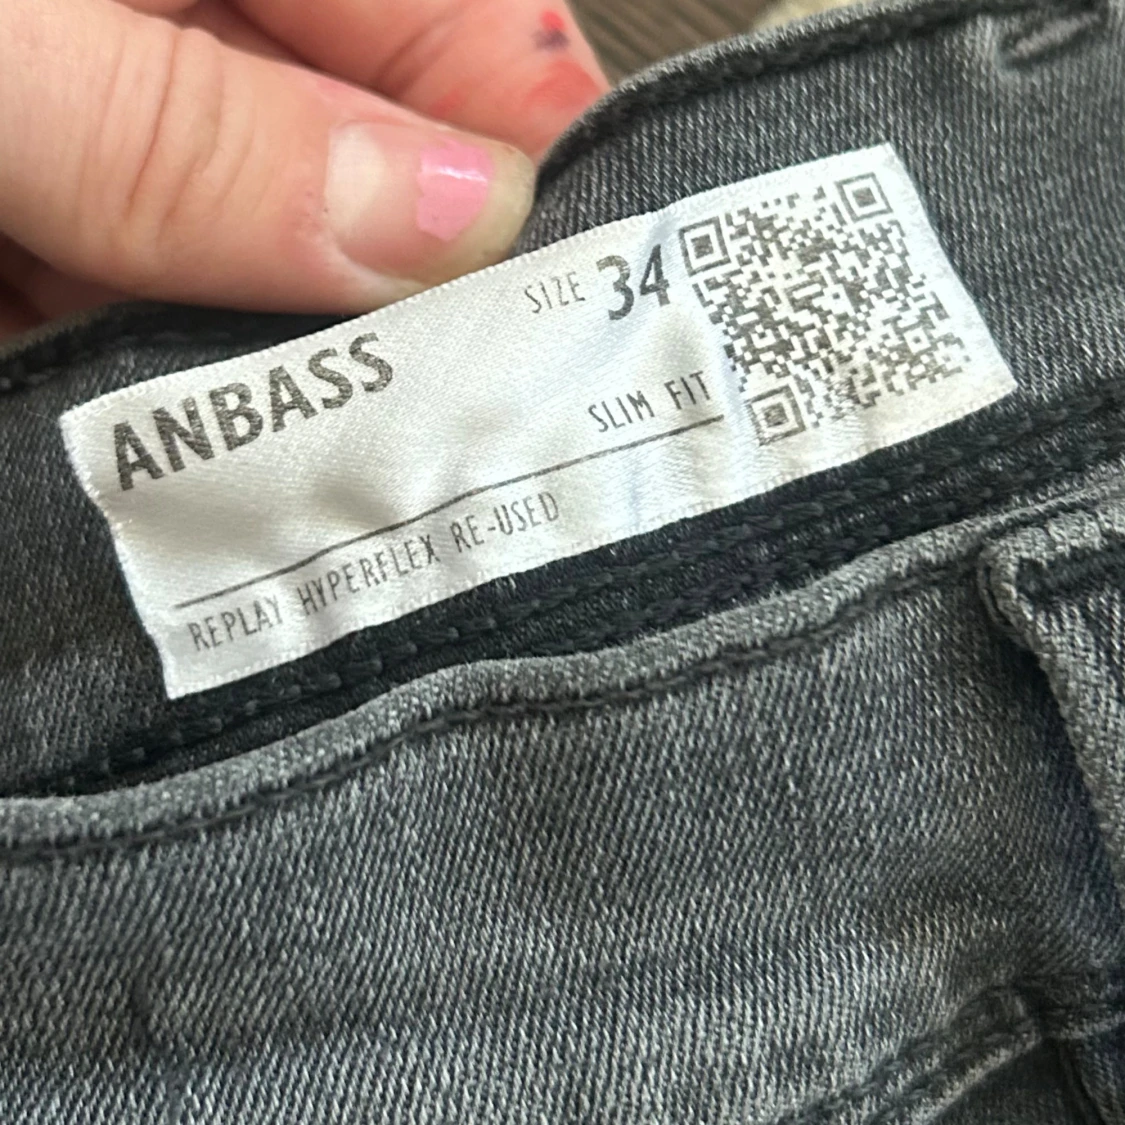 SIZE 34
ANBASS
SLIM FIT
REPLAY HYPERFLEX RE-USED